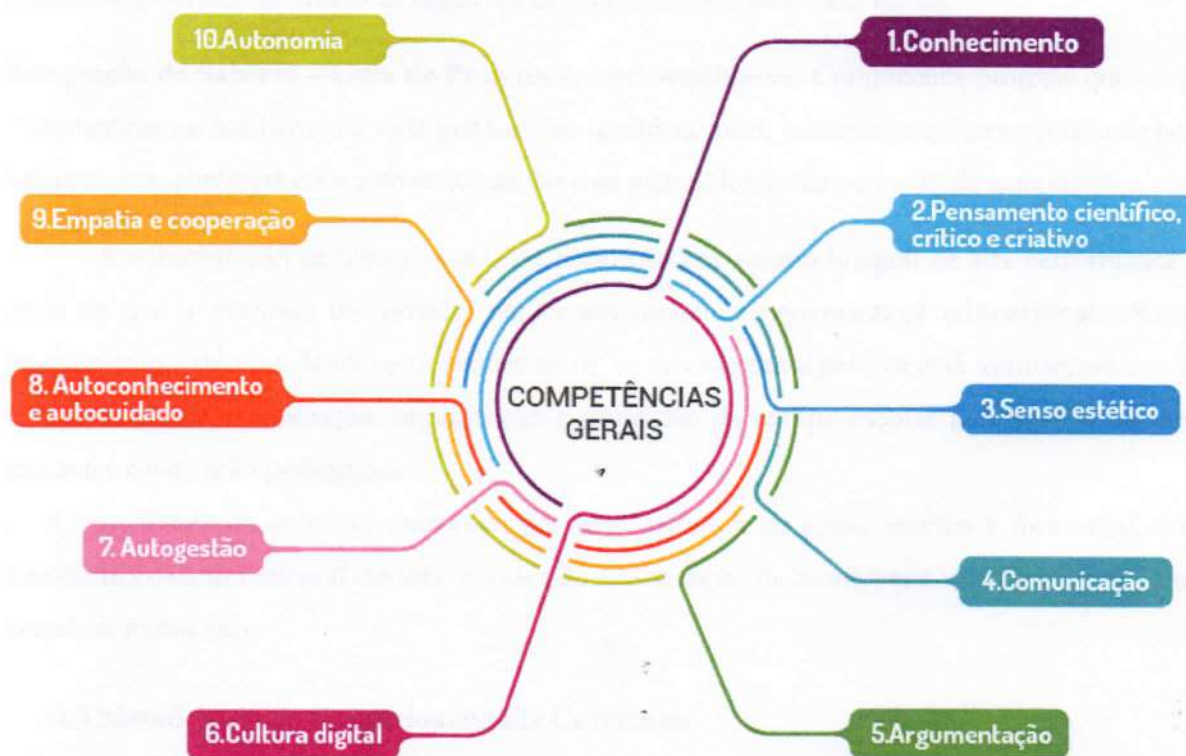 10.Autonomia
1.Conhecimento
9.Empatia e cooperação
2.Pensamento científico,
crítico e criativo
8. Autoconhecimento
e autocuidado
COMPETÊNCIAS
GERAIS
3.Senso estético
7. Autogestão
4.Comunicação
6.Cultura digital
5.Argumentação